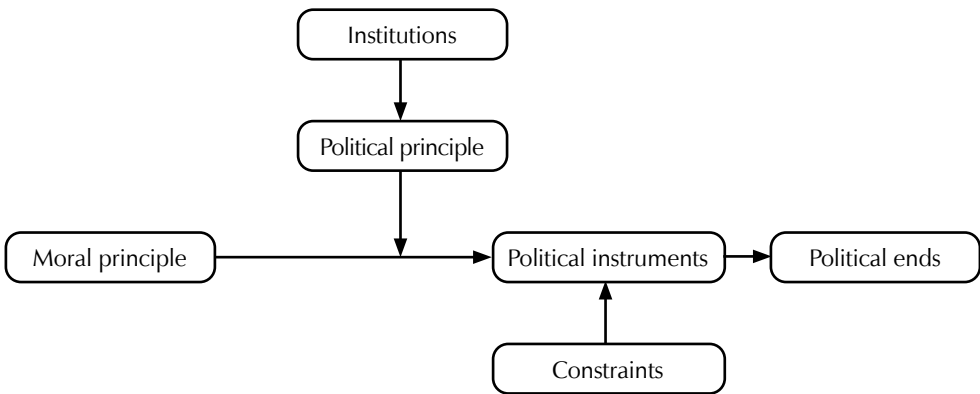 Institutions
Political principle
Moral principle
Political instruments
Political ends
Constraints